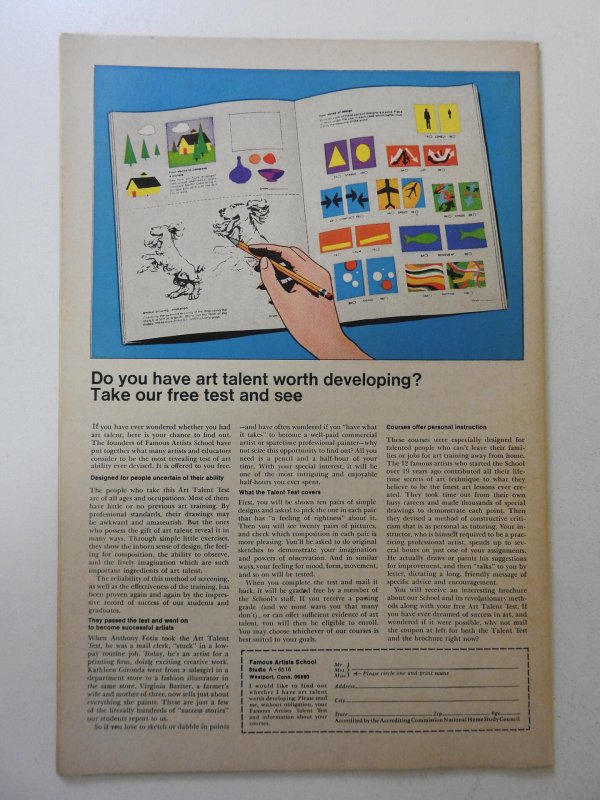 Do you have art talent worth developing?
Take our free test and see
If you have ever wondered whether you had
art talent, here is your chance to find out.
The founders of Famous Artists School have
put together what many artists and educators
consider to be the most revealing test of art
ability ever devised. It is offered to you free.
Designed for people uncertain of their ability
The people who take this Art Talent Test
are of all ages and occupations. Most of them
have little or no previous art training. By
professional standards, their drawings may
be awkward and amateurish. But the ones
who possess the gift of art talent reveal it in
many ways. Through simple little exercises,
they show the inborn sense of design, the feel-
ing for composition, the ability to observe,
and the lively imagination which are such
important ingredients of art talent.
The reliability of this method of screening,
as well as the effectiveness of the training, has
been proven again and again by the impres-
sive record of success of our students and
graduates.
They passed the test and went on
to become successful artists
When Anthony Fotia took the Art Talent
Test, he was a mail clerk, "stuck" in a low-
pay routine job. Today, he's an artist for a
printing firm, doing exciting creative work.
Kathleen Gironda went from a salesgirl in a
department store to a fashion illustrator in
the same store. Virginia Bartter, a farmer's
wife and mother of three, now sells just about
everything she paints. These are just a few
of the literally hundreds of "success stories"
our students repeat to us.
So if you love to sketch or dabble in paints
—and have often wondered if you "have what
it takes" to become a well-paid commercial
artist or sparetime professional painter—why
not seize this opportunity to find out? All you
need is a pencil and a half-hour of your
time. With your special interest, it will be
one of the most intriguing and enjoyable
half-hours you ever spent.
What the Talent Test covers
First, you will be shown ten pairs of simple
designs and asked to pick the one in each pair
that has "a feeling of rightness" about it.
Then you will see twenty pairs of pictures,
and check which composition in each pair is
more pleasing. You'll be asked to do original
sketches to demonstrate your imagination
and powers of observation. And in similar
ways, your feeling for mood, form, movement,
and so on will be tested.
When you complete the test and mail it
back, it will be graded free by a member of
the School's staff. If you receive a passing
grade (and we must warn you that many
don't), or can offer sufficient evidence of art
talent, you will then be eligible to enroll.
You may choose whichever of our courses is
best suited to your goals.
Courses offer personal instruction
These courses were especially designed for
talented people who can't leave their fami-
lies or jobs for art training away from home.
The 12 famous artists who started the School
over 19 years ago contributed all their life-
time secrets of art technique to what they
believe to be the finest art lessons ever cre-
ated. They took time out from their own
busy careers and made thousands of special
drawings to demonstrate each point. Then
they devised a method of constructive criti-
cism that is as personal as tutoring. Your in-
structor, who is himself required to be a prac-
ticing professional artist, spends up to sev-
eral hours on just one of your assignments.
He actually draws or paints his suggestions
for improvement, and then "talks" to you by
letter, dictating a long, friendly message of
specific advice and encouragement.
You will receive an interesting brochure
about our School and its revolutionary meth-
ods along with your free Art Talent Test. If
you have ever dreamed of success in art, and
wondered if it were possible, why not mail
the coupon at left for both the Talent Test
and the brochure right now?
Famous Artists School
Studio A-6516
Westport, Conn. 06880
I would like to find out
whether I have art talent
worth developing. Please send
me, without obligation, your
Famous Artists Talent Test
and information about your
courses.
Mr.
Mrs.
Miss
Please circle one and print name
Address
City
State Zip Age
Accredited by the Accrediting Commission National Home Study Council